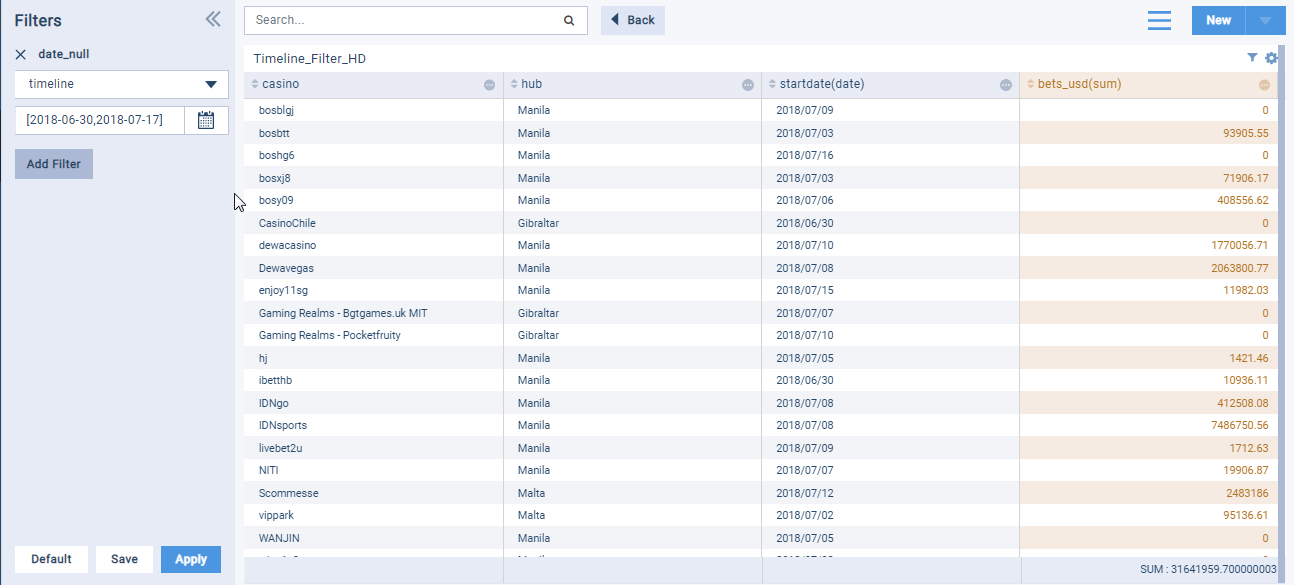 Filters
date_null
timeline
[2018-06-30,2018-07-17]
Add Filter
Default Save Apply
Search... Back New
Timeline_Filter_HD
casino hub startdate(date) bets_usd(sum)
bosblgj Manila 2018/07/09 0
bosbtt Manila 2018/07/03 93905.55
boshg6 Manila 2018/07/16 0
bosxj8 Manila 2018/07/03 71906.17
bosy09 Manila 2018/07/06 408556.62
CasinoChile Gibraltar 2018/06/30 0
dewacasino Manila 2018/07/10 1770056.71
Dewavegas Manila 2018/07/08 2063800.77
enjoy11sg Manila 2018/07/15 11982.03
Gaming Realms - Bgtgames.uk MIT Gibraltar 2018/07/07 0
Gaming Realms - Pocketfruity Gibraltar 2018/07/10 0
hj Manila 2018/07/05 1421.46
ibetthb Manila 2018/06/30 10936.11
IDNgo Manila 2018/07/08 412508.08
IDNsports Manila 2018/07/08 7486750.56
livebet2u Manila 2018/07/09 1712.63
NITI Manila 2018/07/07 19906.87
Scommesse Malta 2018/07/12 2483186
vippark Malta 2018/07/02 95136.61
WANJIN Manila 2018/07/05 0
SUM : 31641959.700000003